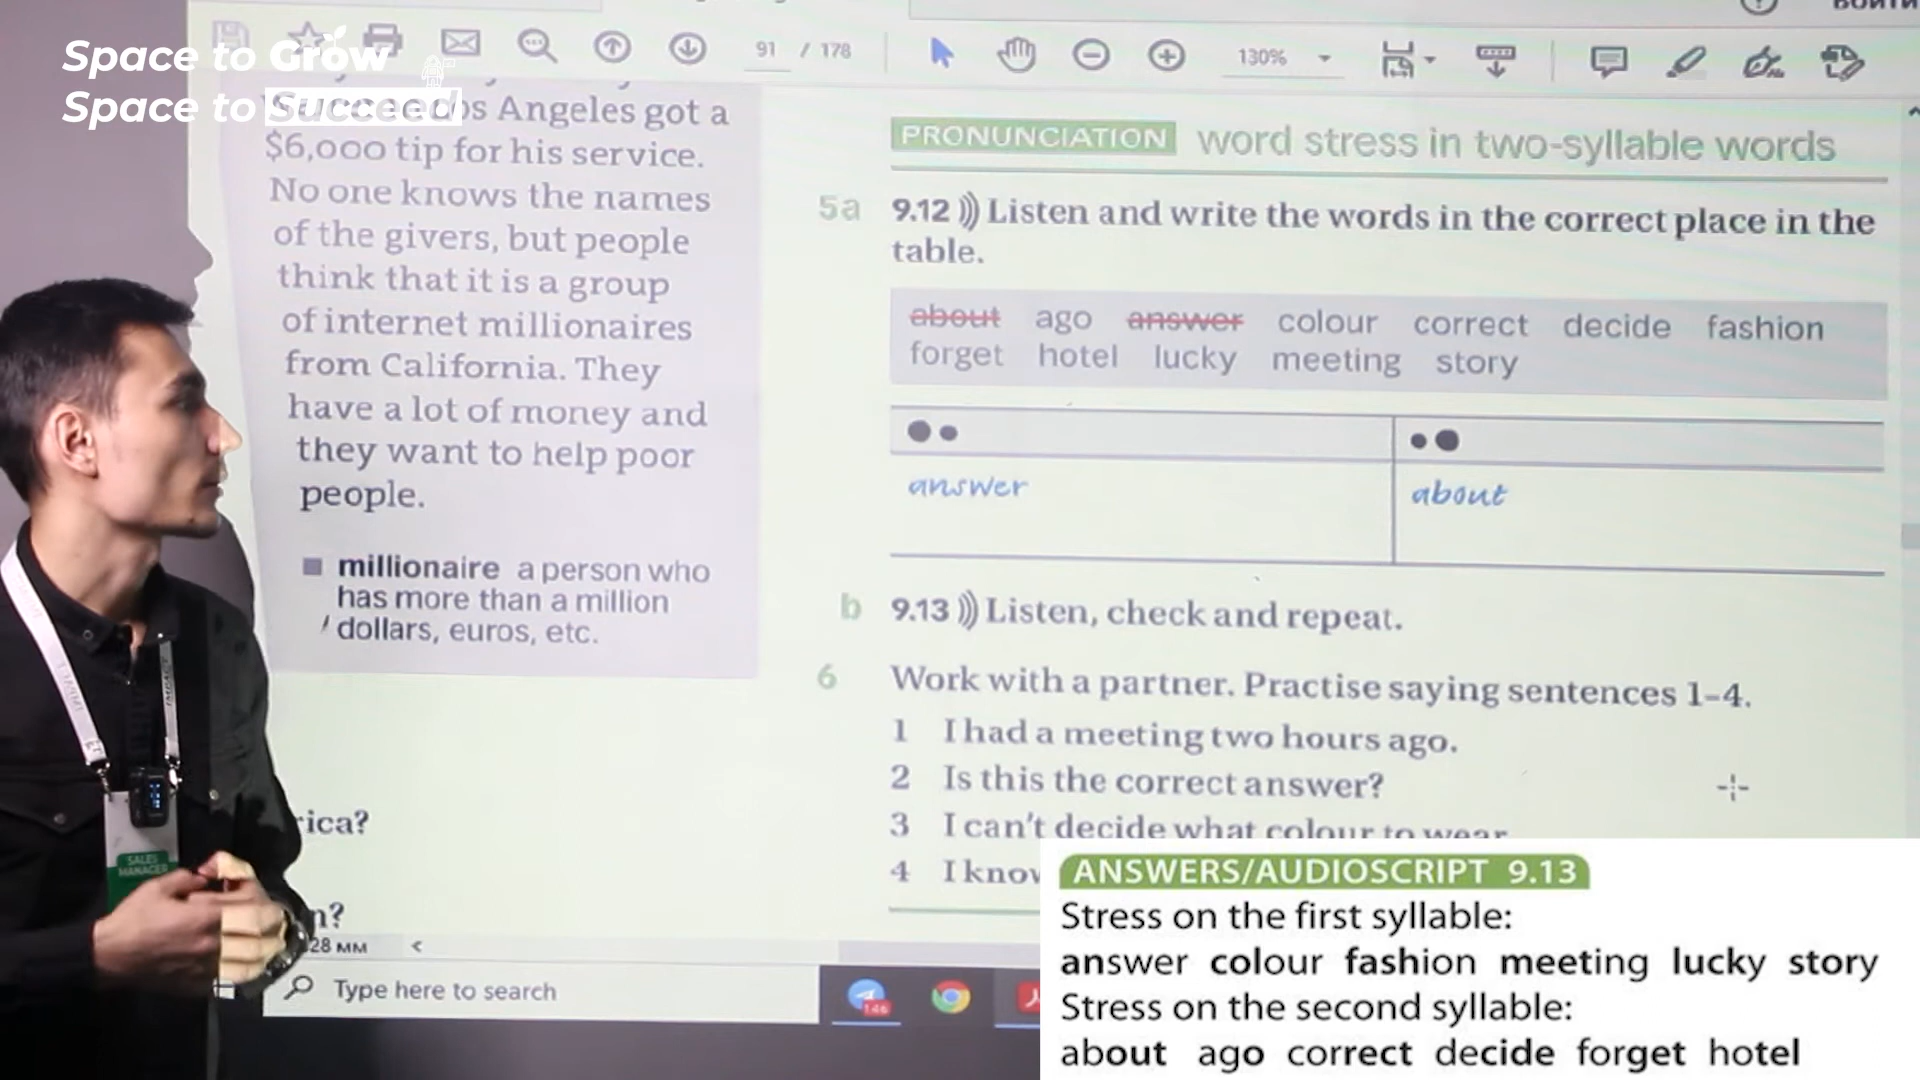 Space to Grow
Space to Succeed
91 / 178
130%
os Angeles got a
$6,000 tip for his service.
No one knows the names
of the givers, but people
think that it is a group
of internet millionaires
from California. They
have a lot of money and
they want to help poor
people.
millionaire a person who
has more than a million
dollars, euros, etc.
rica?
n?
28 мм
Type here to search
146
SALES
MANAGER
PRONUNCIATION word stress in two-syllable words
5a 9.12 Listen and write the words in the correct place in the
table.
about ago answer colour correct decide fashion
forget hotel lucky meeting story
answer about
b 9.13 Listen, check and repeat.
6 Work with a partner. Practise saying sentences 1–4.
1 I had a meeting two hours ago.
2 Is this the correct answer?
3 I can't decide what colour to wear
4 I know
ANSWERS/AUDIOSCRIPT 9.13
Stress on the first syllable:
answer colour fashion meeting lucky story
Stress on the second syllable:
about ago correct decide forget hotel